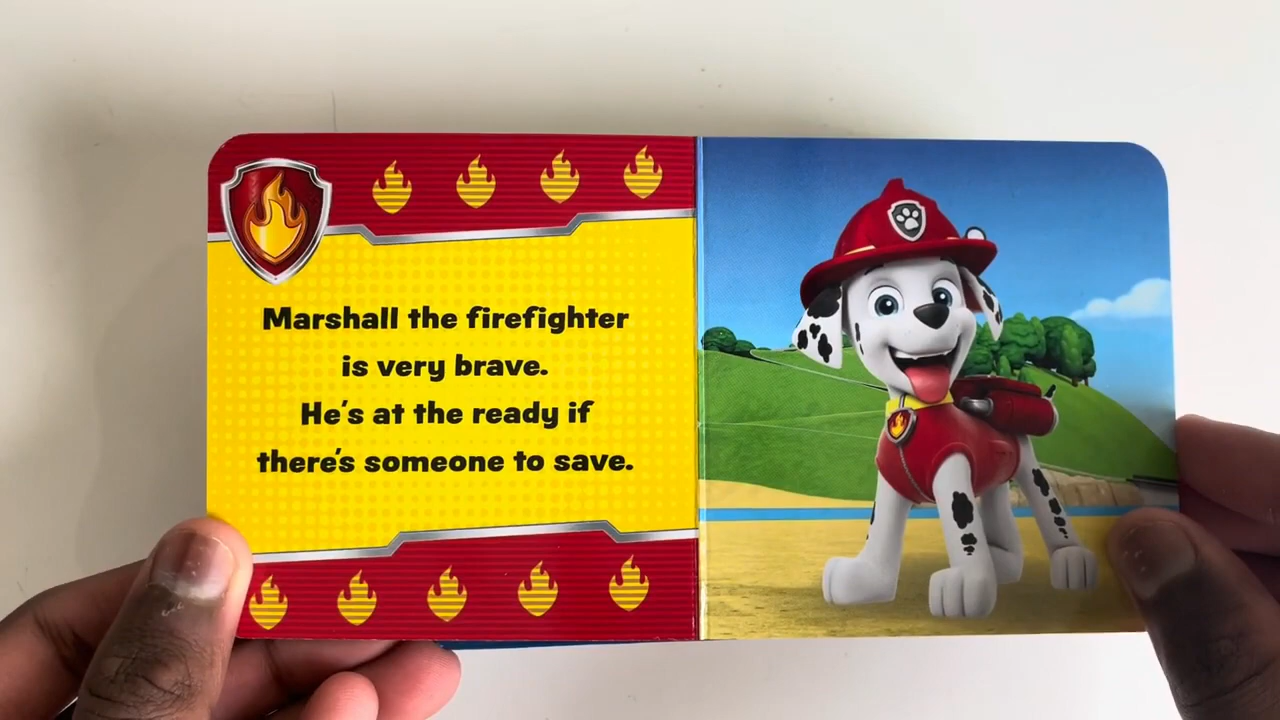 Marshall the firefighter
is very brave.
He's at the ready if
there's someone to save.